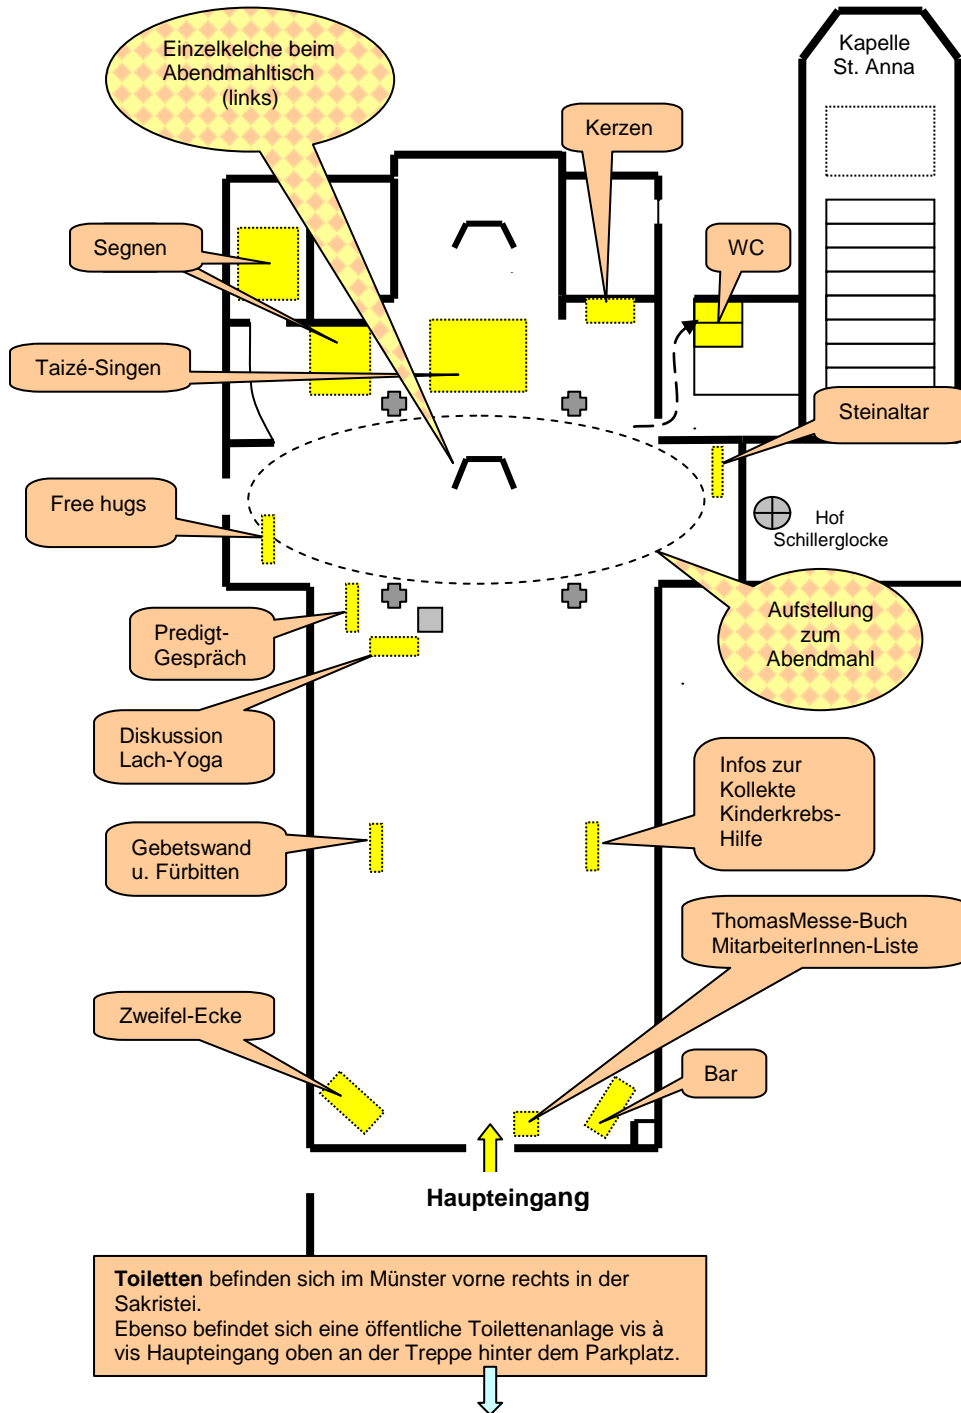 Einzelkelche beim
Abendmahltisch
(links)
Kapelle
St. Anna
Kerzen
Segnen
WC
Taizé-Singen
Steinaltar
Free hugs
Hof
Schillerglocke
Predigt-
Gespräch
Aufstellung
zum
Abendmahl
Diskussion
Lach-Yoga
Infos zur
Kollekte
Kinderkrebs-
Hilfe
Gebetswand
u. Fürbitten
ThomasMesse-Buch
MitarbeiterInnen-Liste
Zweifel-Ecke
Bar
Haupteingang
Toiletten befinden sich im Münster vorne rechts in der
Sakristei.
Ebenso befindet sich eine öffentliche Toilettenanlage vis à
vis Haupteingang oben an der Treppe hinter dem Parkplatz.